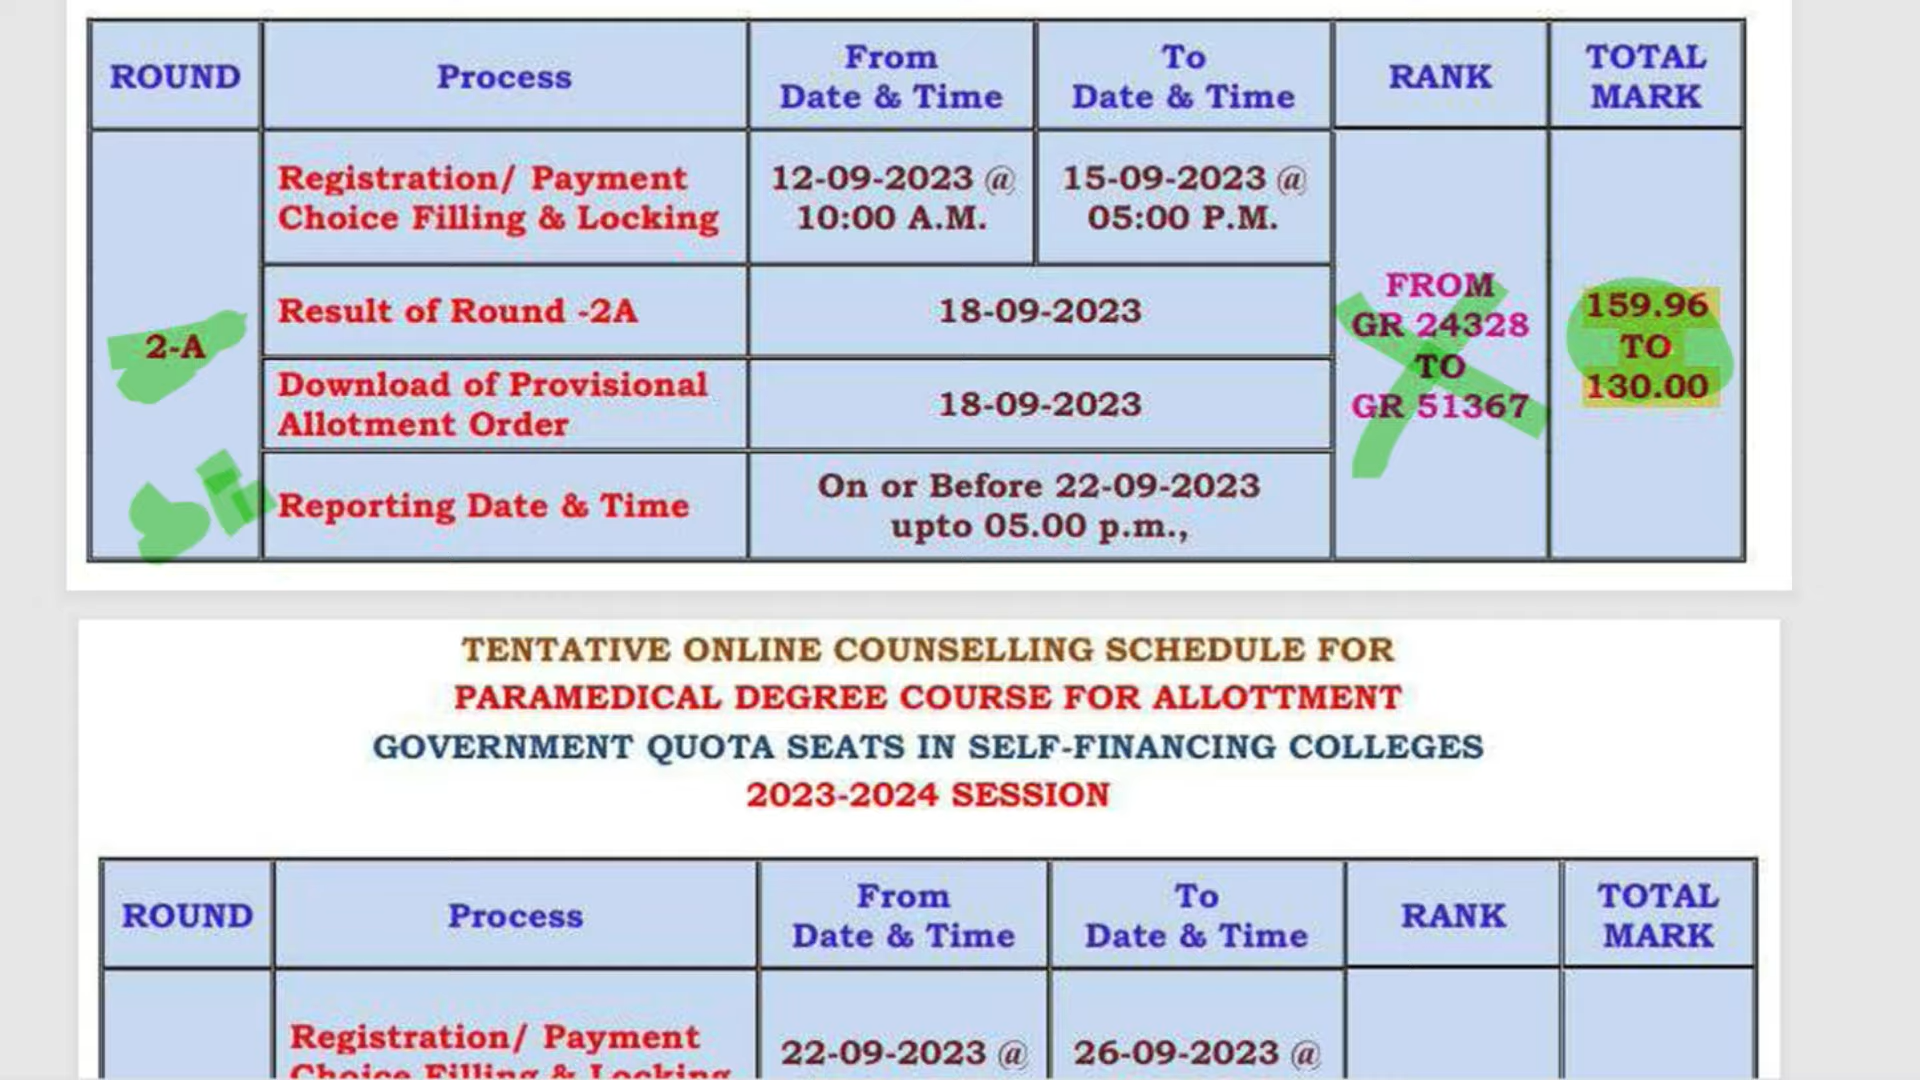 ROUND
Process
From
Date & Time
To
Date & Time
RANK
TOTAL
MARK
2-A
Registration/ Payment
Choice Filling & Locking
12-09-2023 @
10:00 A.M.
15-09-2023 @
05:00 P.M.
Result of Round -2A
18-09-2023
Download of Provisional
Allotment Order
18-09-2023
Reporting Date & Time
On or Before 22-09-2023
upto 05.00 p.m.,
FROM
GR 24328
TO
GR 51367
159.96
TO
130.00
TENTATIVE ONLINE COUNSELLING SCHEDULE FOR
PARAMEDICAL DEGREE COURSE FOR ALLOTTMENT
GOVERNMENT QUOTA SEATS IN SELF-FINANCING COLLEGES
2023-2024 SESSION
ROUND
Process
From
Date & Time
To
Date & Time
RANK
TOTAL
MARK
Registration/ Payment
Choice Filling & Locking
22-09-2023 @
26-09-2023 @